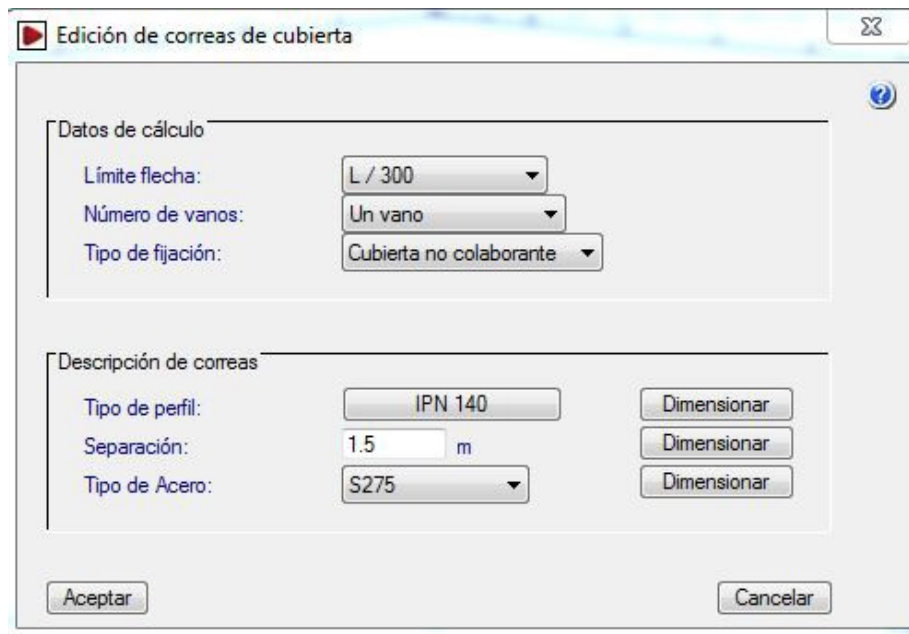 Edición de correas de cubierta
Datos de cálculo
Límite flecha: L / 300
Número de vanos: Un vano
Tipo de fijación: Cubierta no colaborante
Descripción de correas
Tipo de perfil: IPN 140 Dimensionar
Separación: 1.5 m Dimensionar
Tipo de Acero: S275 Dimensionar
Aceptar Cancelar